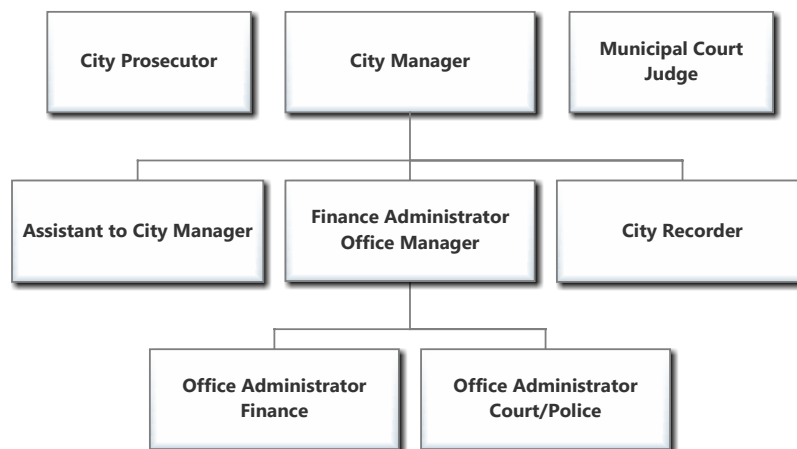 City Prosecutor
City Manager
Municipal Court
Judge
Assistant to City Manager
Finance Administrator
Office Manager
City Recorder
Office Administrator
Finance
Office Administrator
Court/Police